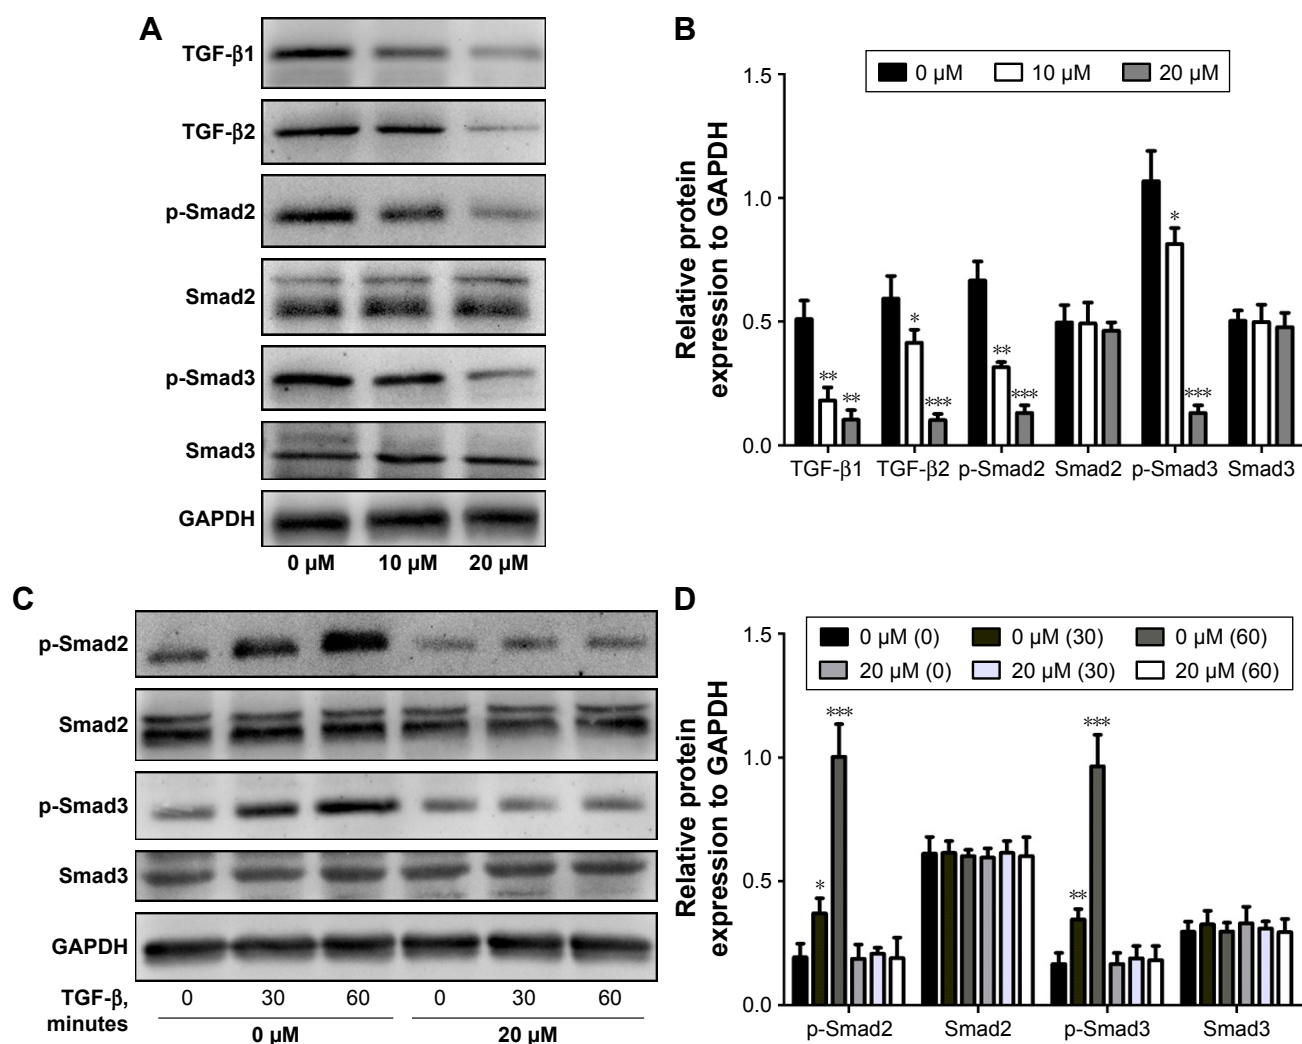 A
TGF-β1
TGF-β2
p-Smad2
Smad2
p-Smad3
Smad3
GAPDH
0 µM 10 µM 20 µM
B
Relative protein
expression to GAPDH
1.5
1.0
0.5
0.0
0 µM 10 µM 20 µM
** **
* ***
** ***
* ***
TGF-β1 TGF-β2 p-Smad2 Smad2 p-Smad3 Smad3
C
p-Smad2
Smad2
p-Smad3
Smad3
GAPDH
TGF-β,
minutes
0 30 60 0 30 60
0 µM 20 µM
D
Relative protein
expression to GAPDH
1.5
1.0
0.5
0.0
0 µM (0) 0 µM (30) 0 µM (60)
20 µM (0) 20 µM (30) 20 µM (60)
* ***
** ***
p-Smad2 Smad2 p-Smad3 Smad3